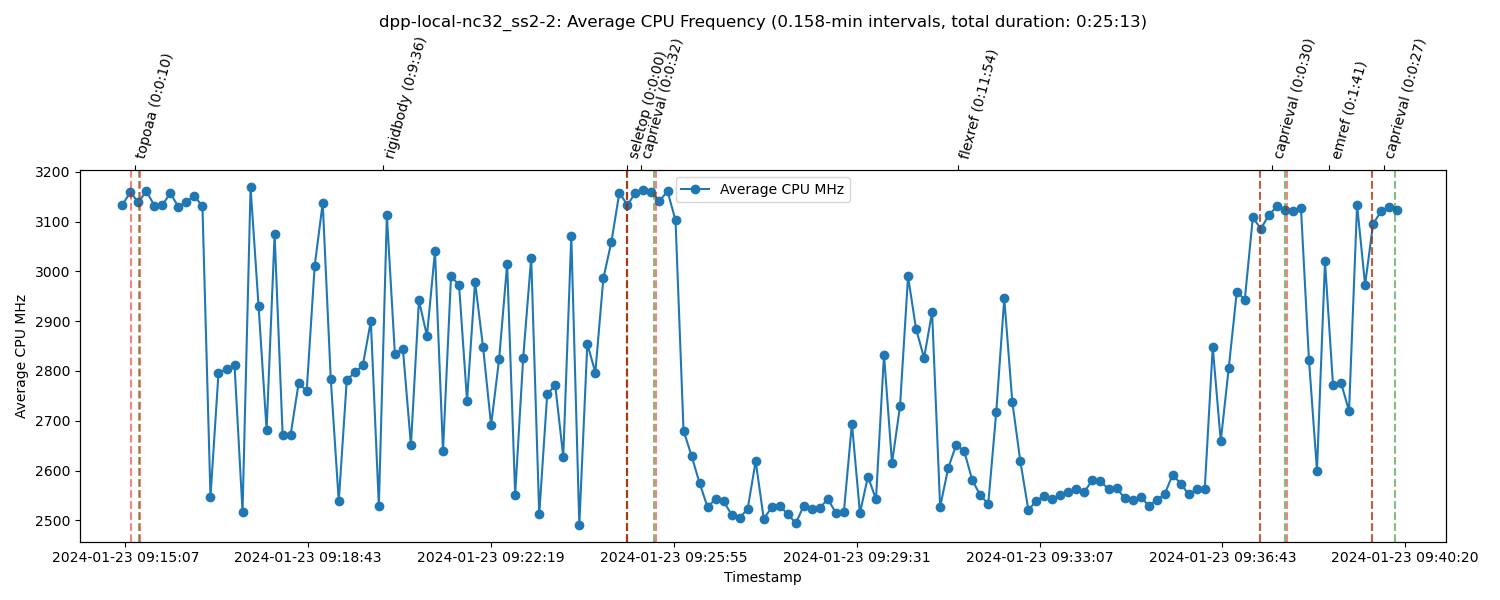 dpp-local-nc32_ss2-2: Average CPU Frequency (0.158-min intervals, total duration: 0:25:13)
topoaa (0:0:10)
rigidbody (0:9:36)
seletop (0:0:00)
caprieval (0:0:32)
flexref (0:11:54)
caprieval (0:0:30)
emref (0:1:41)
caprieval (0:0:27)
Average CPU MHz
3200
3100
3000
2900
2800
2700
2600
2500
Average CPU MHz
2024-01-23 09:15:07
2024-01-23 09:18:43
2024-01-23 09:22:19
2024-01-23 09:25:55
2024-01-23 09:29:31
2024-01-23 09:33:07
2024-01-23 09:36:43
2024-01-23 09:40:20
Timestamp